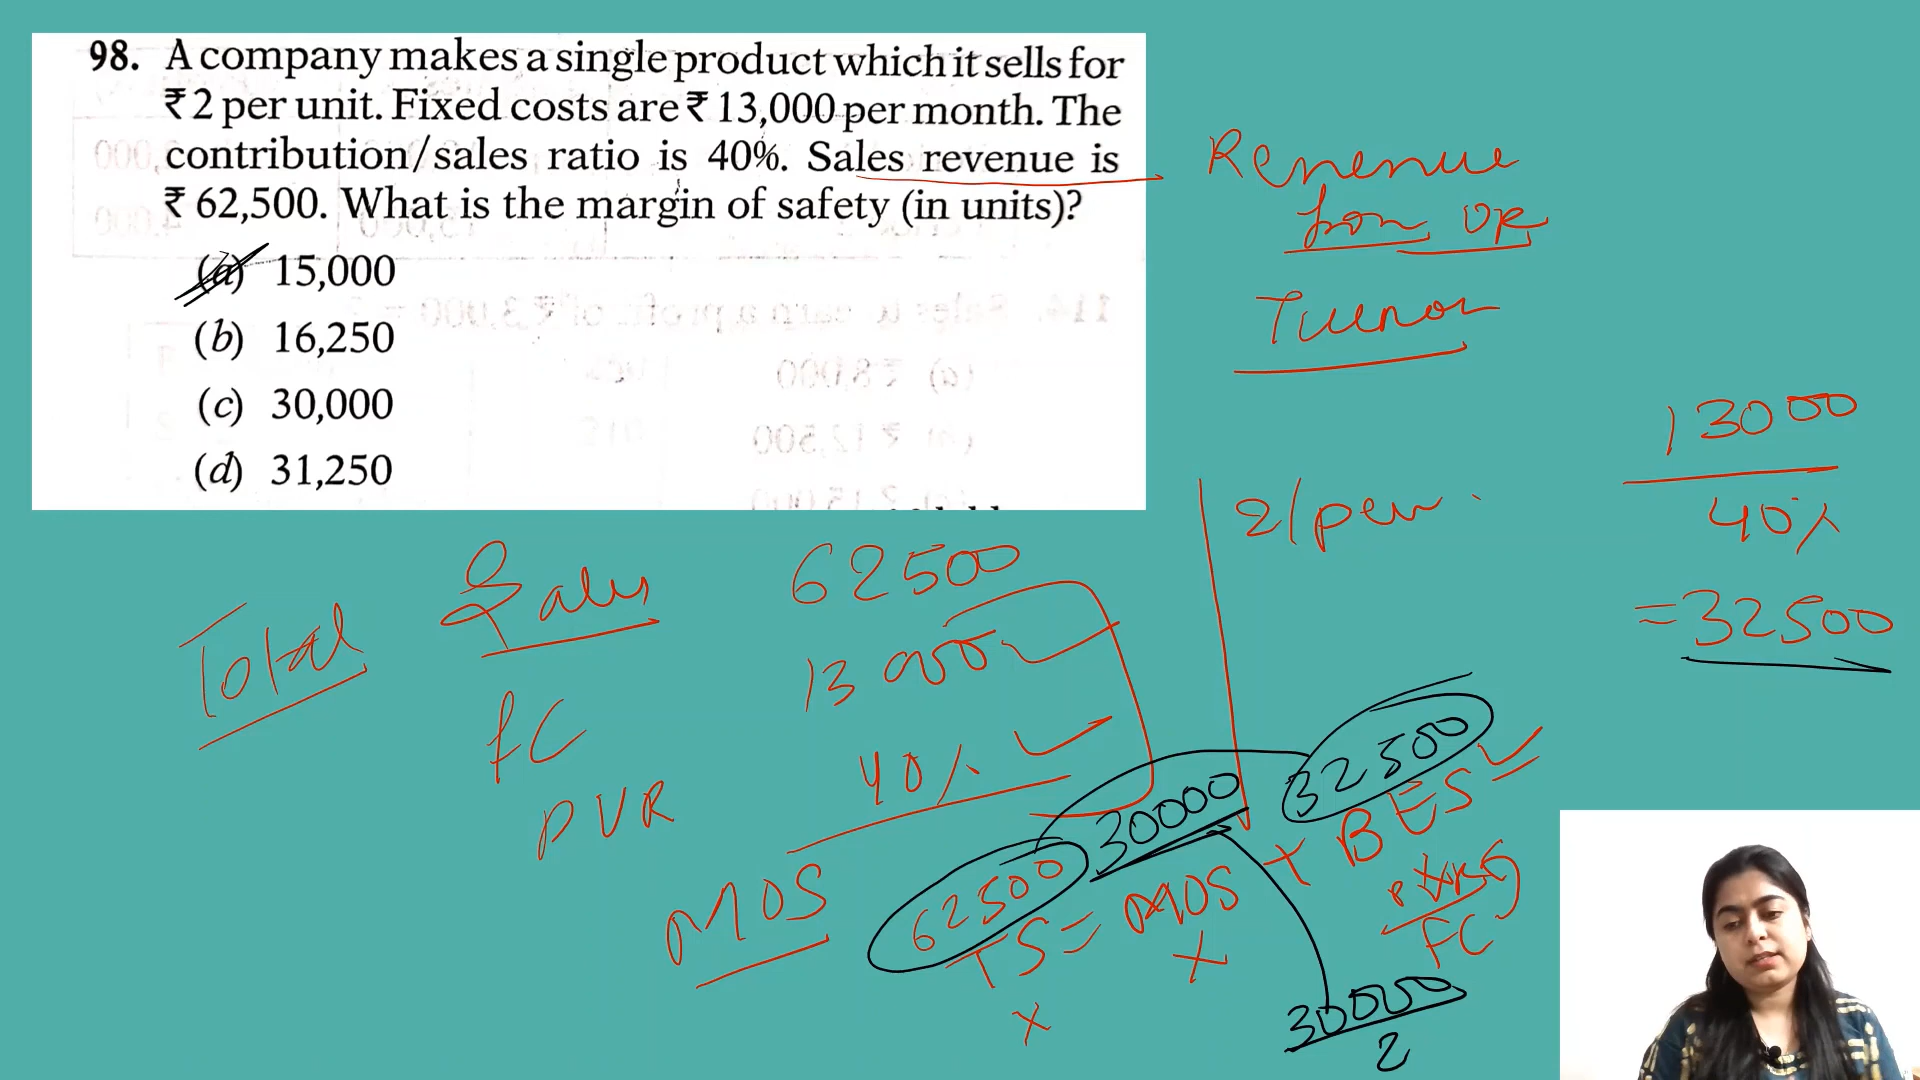 98. A company makes a single product which it sells for
₹ 2 per unit. Fixed costs are ₹ 13,000 per month. The
contribution/sales ratio is 40%. Sales revenue is
₹ 62,500. What is the margin of safety (in units)?
(a) 15,000
(b) 16,250
(c) 30,000
(d) 31,250
Revenue
from
Turnov
2/per
13000
40%
=32500
Total Sales 62500
FC 13000
PVR 40%
MOS
62500 30000 32500
TS = MOS + BES
x x
FC
30000
2